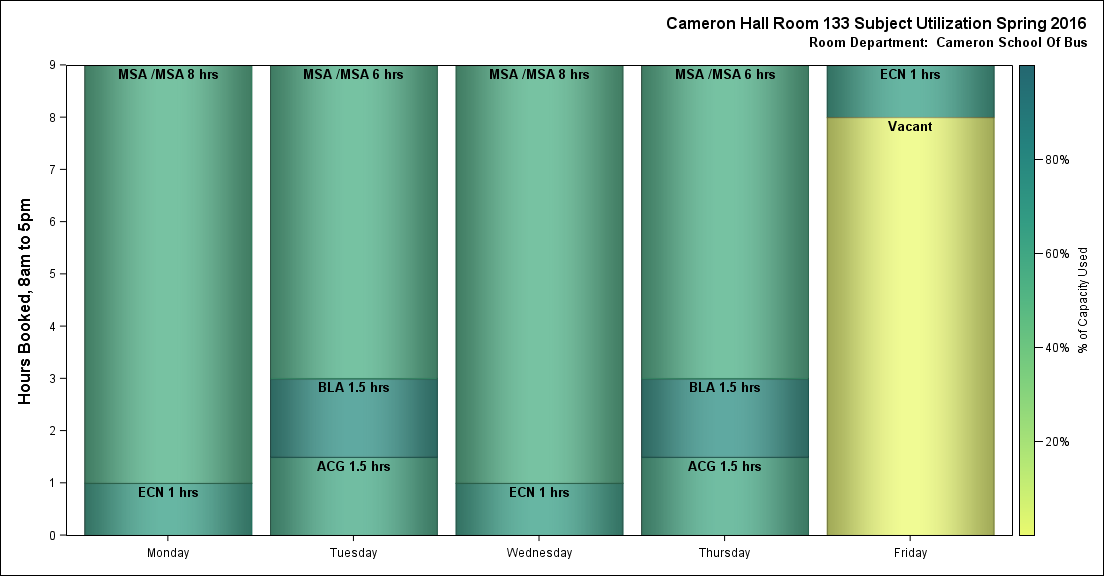 Cameron Hall Room 133 Subject Utilization Spring 2016
Room Department:  Cameron School Of Bus
Hours Booked, 8am to 5pm
9
8
7
6
5
4
3
2
1
0
MSA /MSA 8 hrs
ECN 1 hrs
Monday
MSA /MSA 6 hrs
BLA 1.5 hrs
ACG 1.5 hrs
Tuesday
MSA /MSA 8 hrs
ECN 1 hrs
Wednesday
MSA /MSA 6 hrs
BLA 1.5 hrs
ACG 1.5 hrs
Thursday
ECN 1 hrs
Vacant
Friday
80%
60%
40%
20%
% of Capacity Used